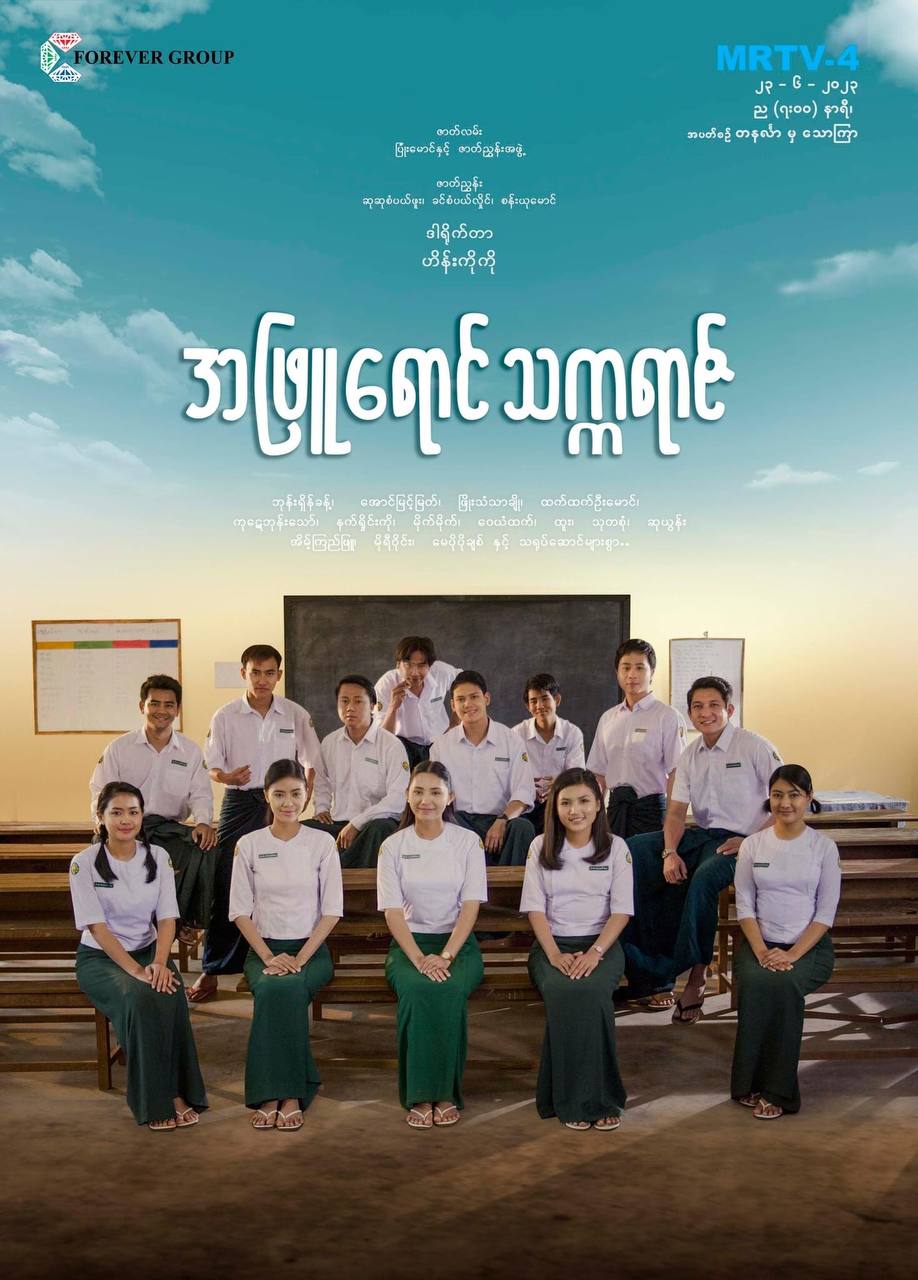 FOREVER GROUP
MRTV-4
၂၃ - ၆ - ၂၀၂၃
ည (၇း၀၀) နာရီ၊
အပတ်စဉ် တနင်္လာ မှ သောကြာ
ဇာတ်လမ်း
ပြုံးမောင်နှင့် ဇာတ်ညွှန်းအဖွဲ့
ဇာတ်ညွှန်း
ဆုဆုစံပယ်ဖူး၊ ခင်စံပယ်လှိုင်၊ စန်းယုမောင်
ဒါရိုက်တာ
ဟိန်းကိုကို
အဖြူရောင် သက္ကရာဇ်
ဘုန်းရှိန်ခန့်၊ အောင်မြင့်မြတ်၊ ဖြိုးသံသာချို၊ ထက်ထက်ဦးမောင်၊
ကုဋေဘုန်းသော်၊ နက်ရှိုင်းကို၊ မိုက်မိုက်၊ ဝေယံထက်၊ ထူး၊ သုတစုံ၊ ဆုယွန်း
အိမ့်ကြည်ဖြူ၊ မိုရီဝိုင်း၊ မေပိုပိုချစ် နှင့် သရုပ်ဆောင်များစွာ..